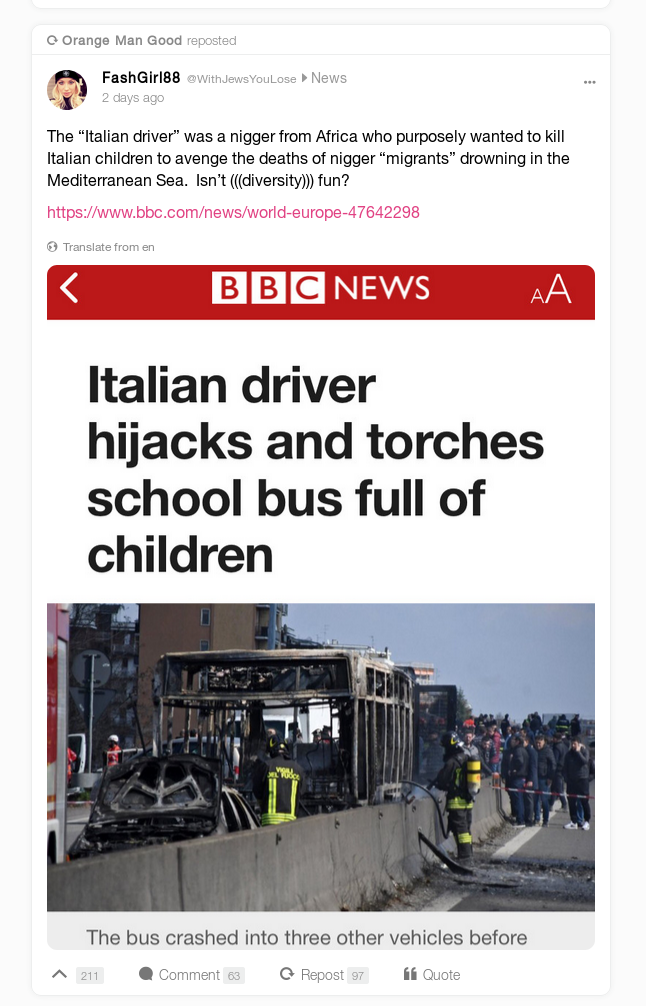 Orange Man Good reposted
FashGirl88 @WithJewsYouLose News
2 days ago
The “Italian driver” was a nigger from Africa who purposely wanted to kill
Italian children to avenge the deaths of nigger “migrants” drowning in the
Mediterranean Sea. Isn’t (((diversity))) fun?
https://www.bbc.com/news/world-europe-47642298
Translate from en
BBC NEWS AA
Italian driver
hijacks and torches
school bus full of
children
VIGILI
DEL FUOCO
The bus crashed into three other vehicles before
211 Comment 63 Repost 97 Quote